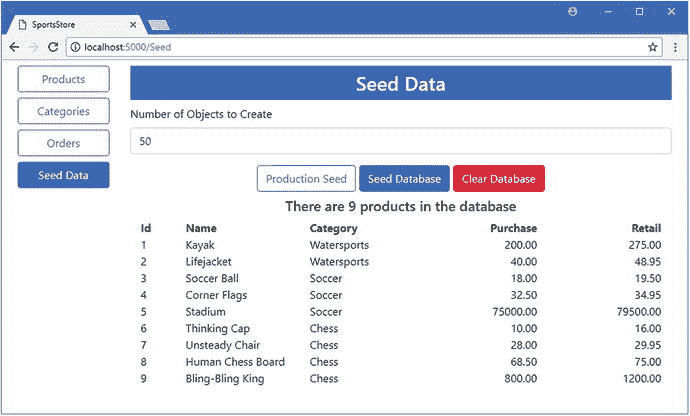 SportsStore
localhost:5000/Seed
Products
Categories
Orders
Seed Data
Seed Data
Number of Objects to Create
50
Production Seed Seed Database Clear Database
There are 9 products in the database
Id Name Category Purchase Retail
1 Kayak Watersports 200.00 275.00
2 Lifejacket Watersports 40.00 48.95
3 Soccer Ball Soccer 18.00 19.50
4 Corner Flags Soccer 32.50 34.95
5 Stadium Soccer 75000.00 79500.00
6 Thinking Cap Chess 10.00 16.00
7 Unsteady Chair Chess 28.00 29.95
8 Human Chess Board Chess 68.50 75.00
9 Bling-Bling King Chess 800.00 1200.00